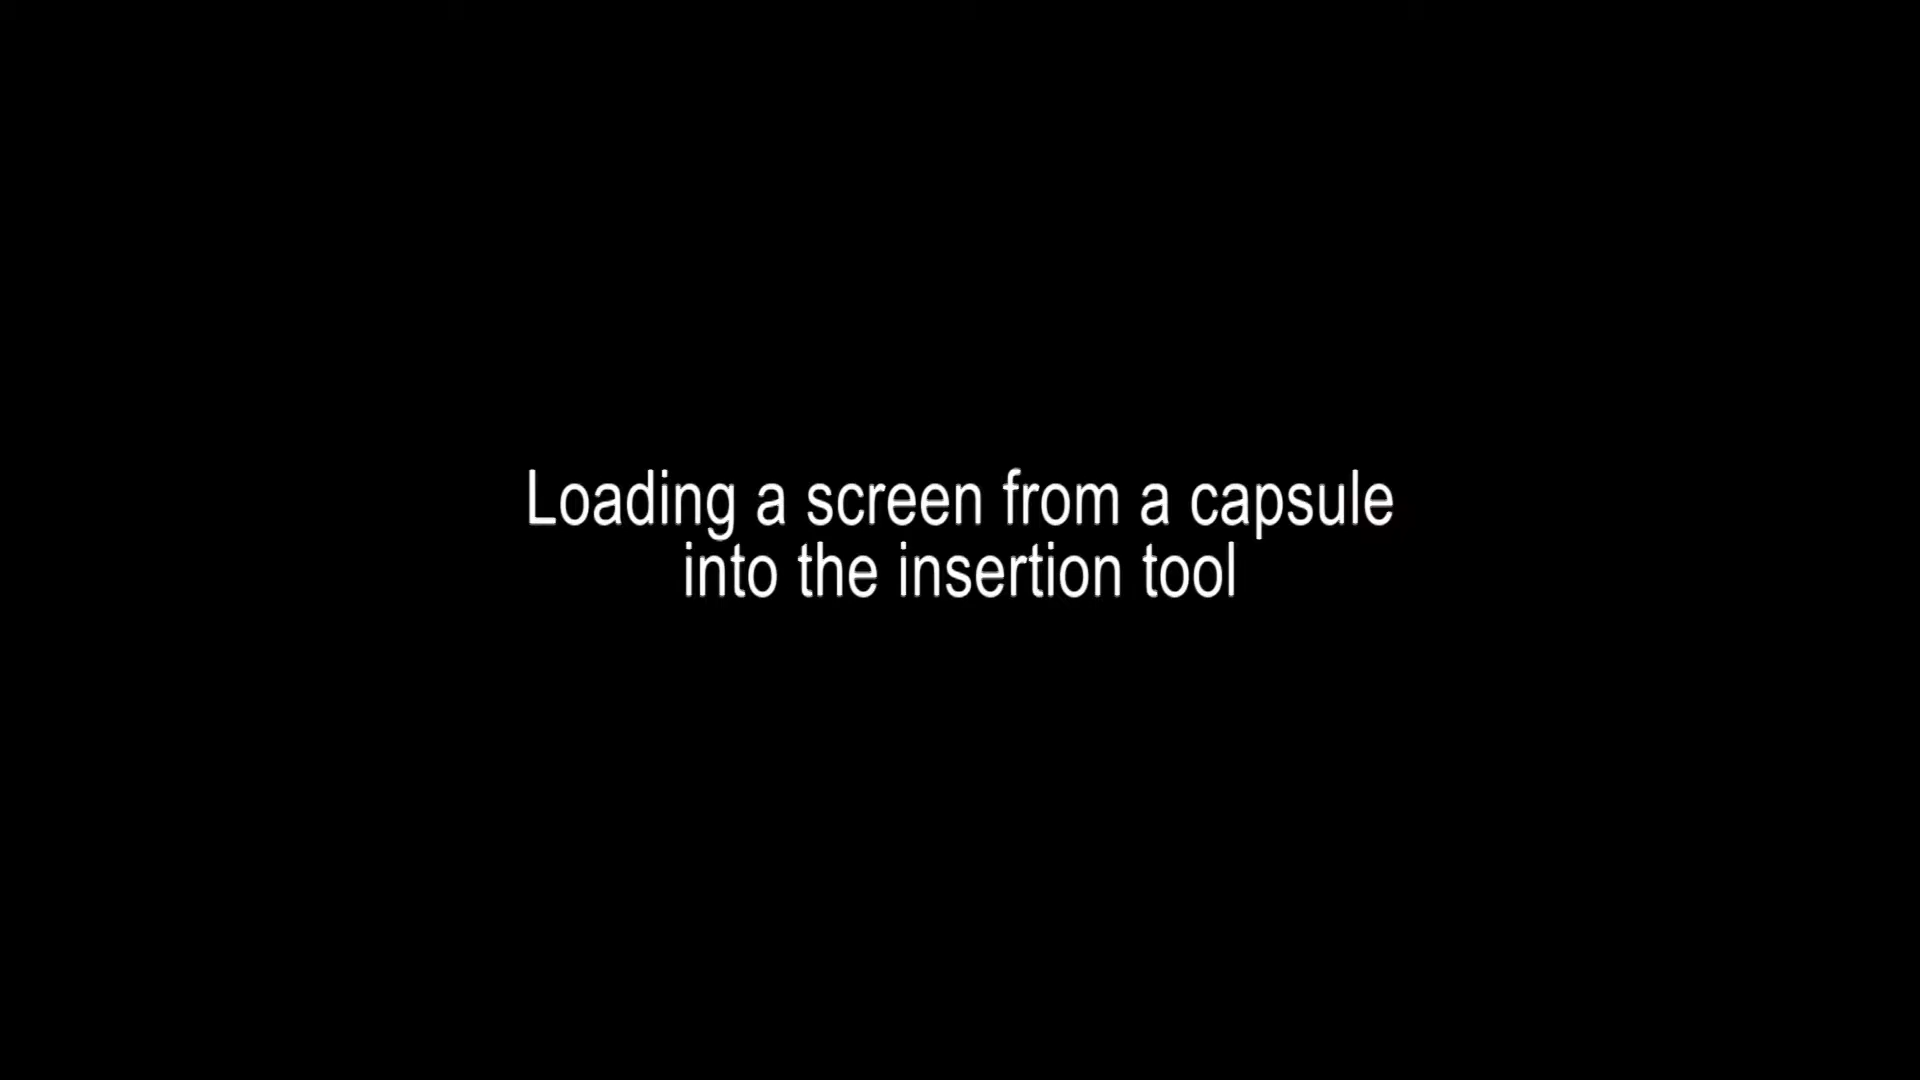 Loading a screen from a capsule
into the insertion tool